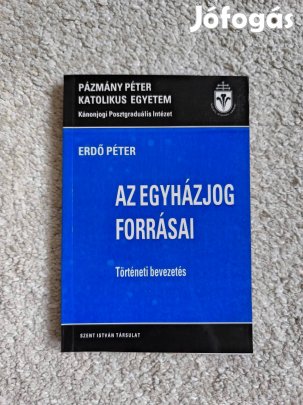 Jófogás
PÁZMÁNY PÉTER
KATOLIKUS EGYETEM
Kánonjogi Posztgraduális Intézet
ERDŐ PÉTER
AZ EGYHÁZJOG
FORRÁSAI
Történeti bevezetés
SZENT ISTVÁN TÁRSULAT